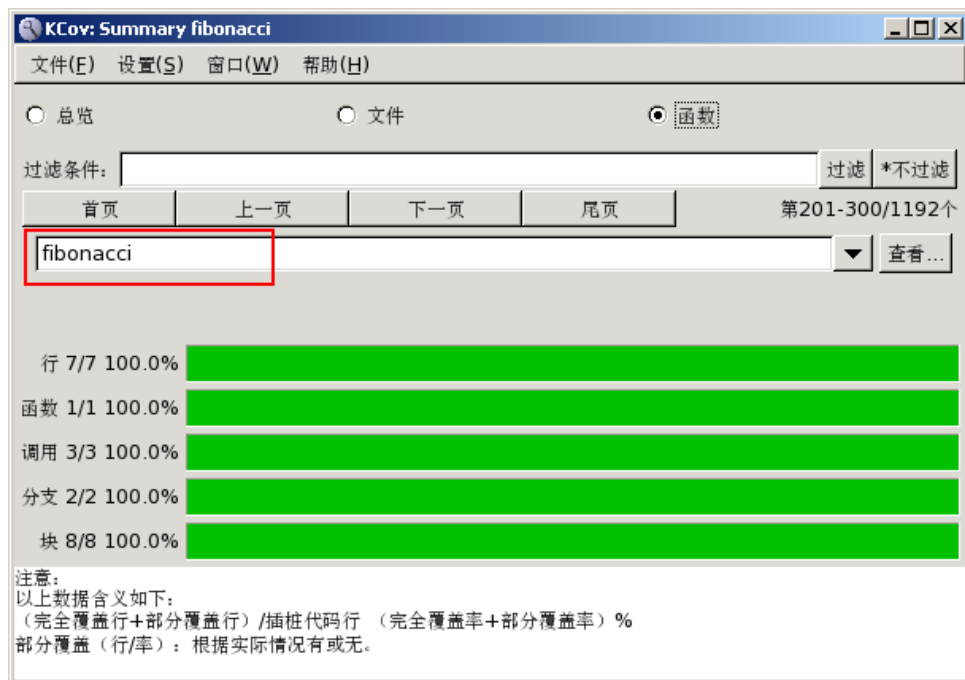 KCov: Summary fibonacci
文件(F) 设置(S) 窗口(W) 帮助(H)
总览 文件 函数
过滤条件: 过滤 *不过滤
首页 上一页 下一页 尾页 第201-300/1192个
fibonacci 查看...
行 7/7 100.0%
函数 1/1 100.0%
调用 3/3 100.0%
分支 2/2 100.0%
块 8/8 100.0%
注意:
以上数据含义如下:
（完全覆盖行+部分覆盖行）/插桩代码行 （完全覆盖率+部分覆盖率）%
部分覆盖（行/率）: 根据实际情况有或无。